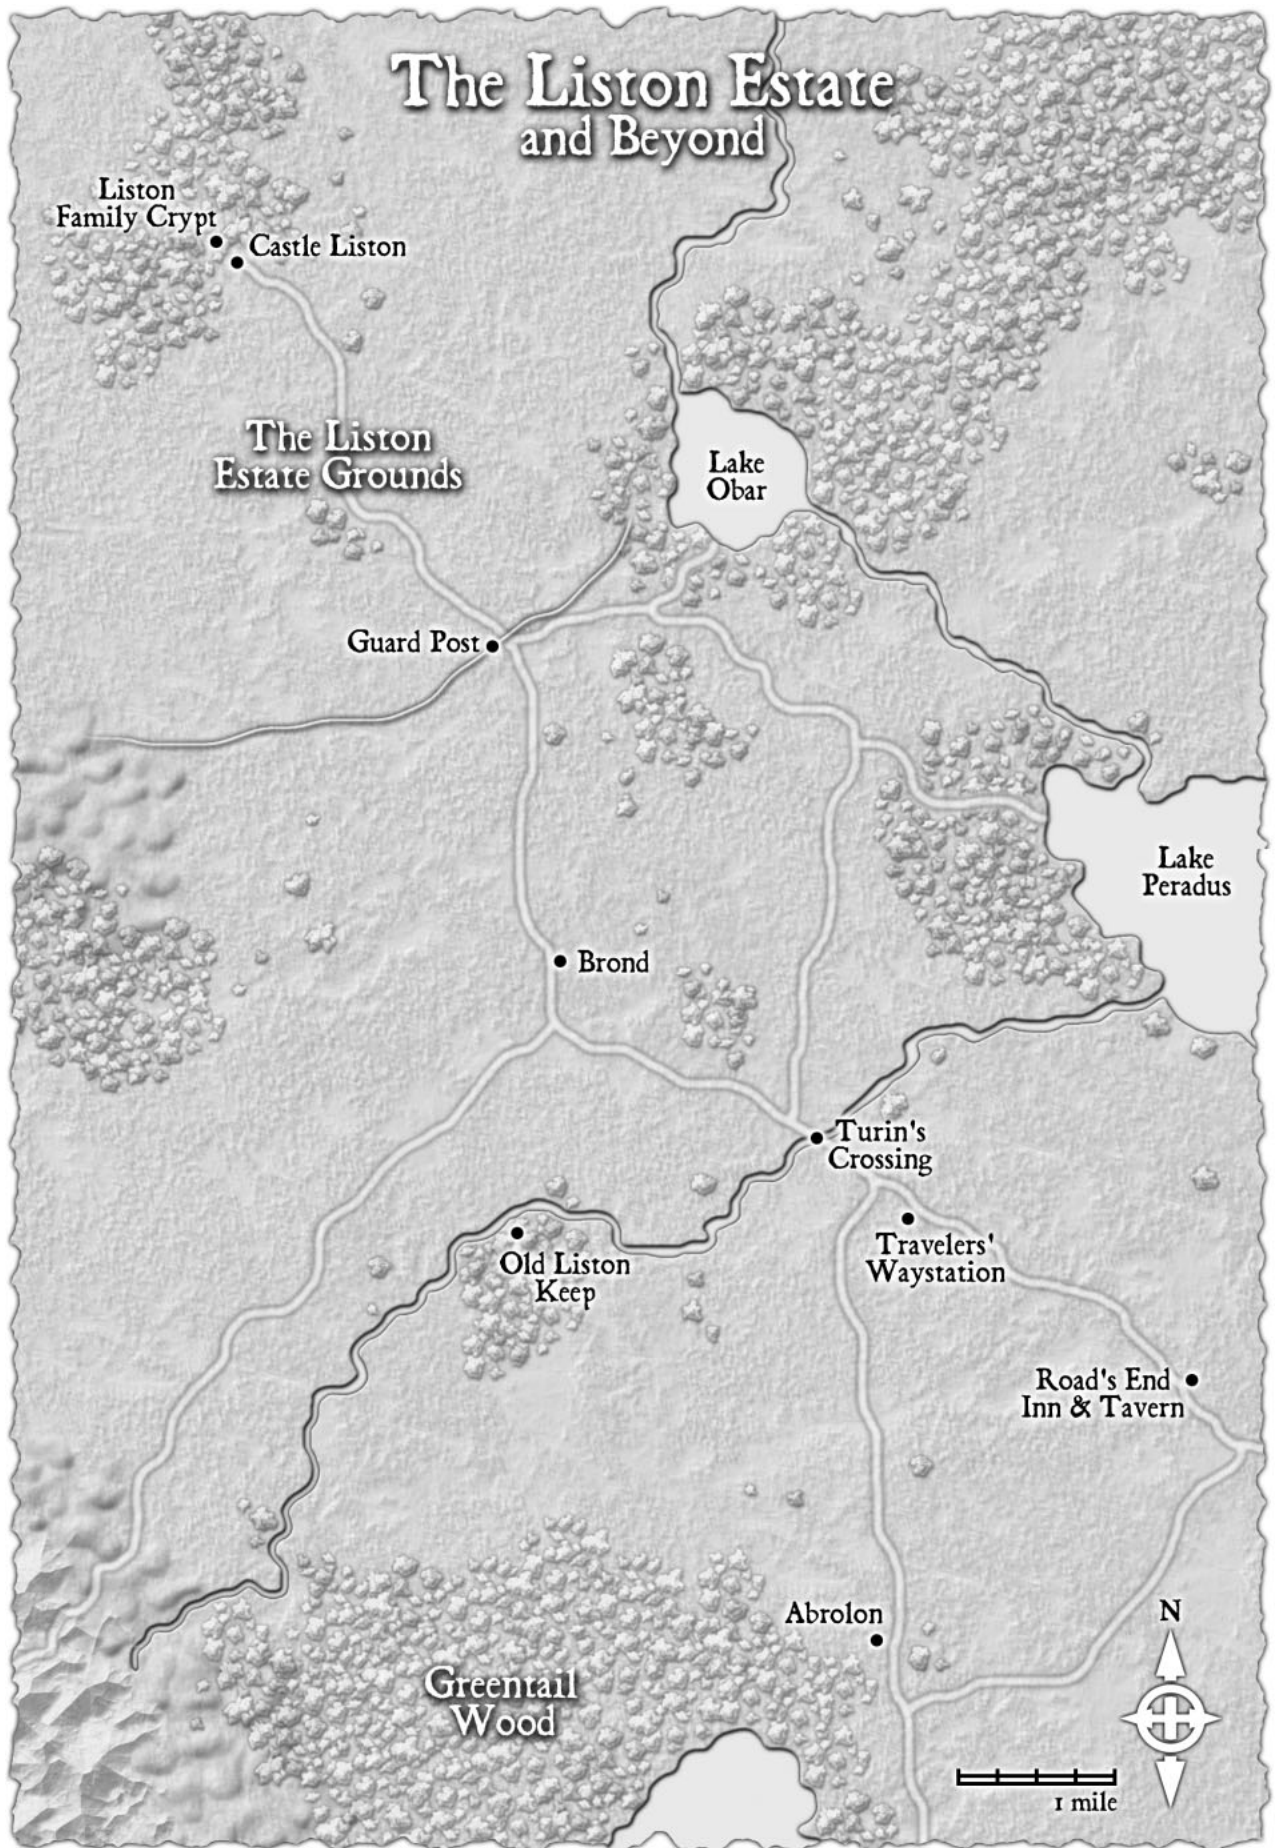 The Liston Estate
and Beyond
Liston
Family Crypt
Castle Liston
The Liston
Estate Grounds
Lake
Obar
Guard Post
Lake
Peradus
Brond
Turin's
Crossing
Travelers'
Waystation
Old Liston
Keep
Road's End
Inn & Tavern
Abrolon
N
Greentail
Wood
1 mile